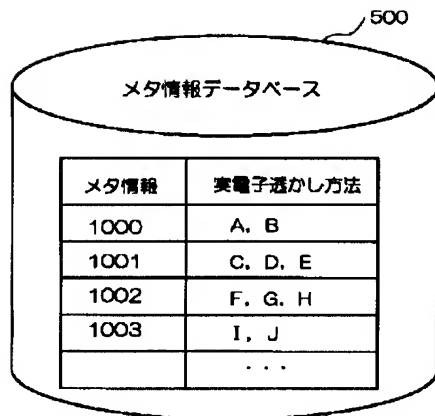 500
メタ情報データベース
メタ情報 実電子透かし方法
1000 A, B
1001 C, D, E
1002 F, G, H
1003 I, J
...